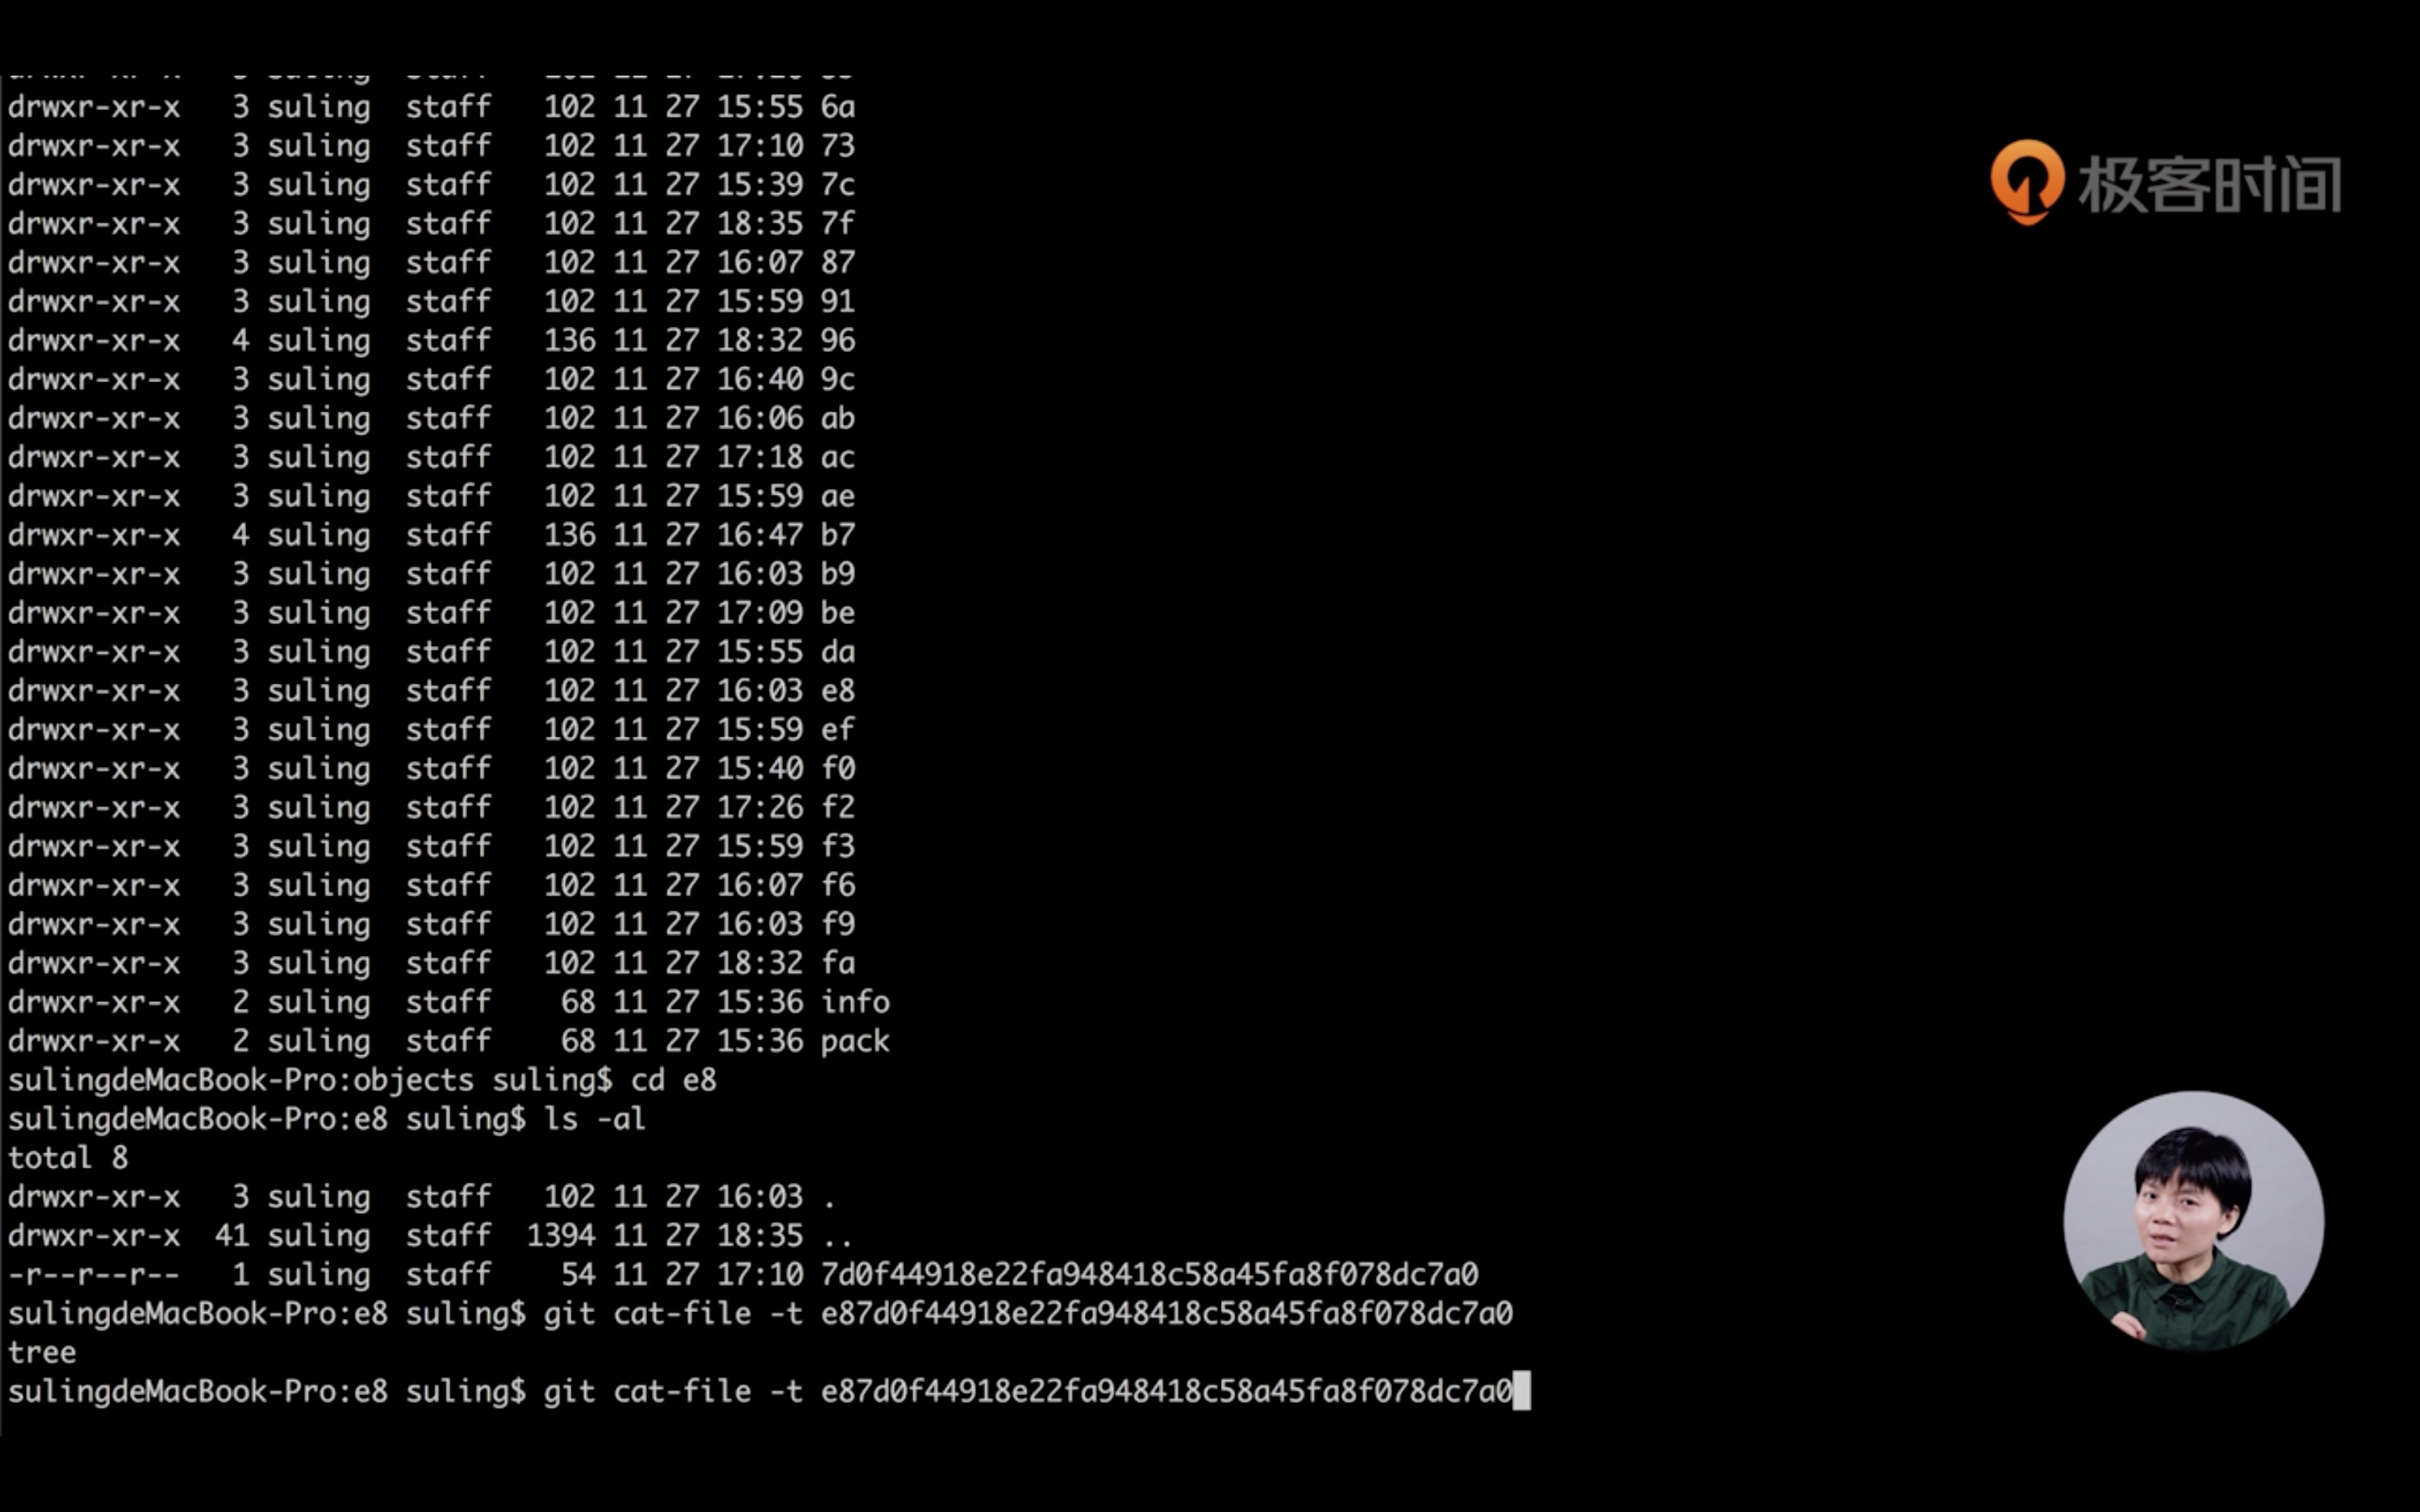 drwxr-xr-x   3 suling  staff   102 11 27 15:55 6a
极客时间
drwxr-xr-x   3 suling  staff   102 11 27 17:10 73
drwxr-xr-x   3 suling  staff   102 11 27 15:39 7c
drwxr-xr-x   3 suling  staff   102 11 27 18:35 7f
drwxr-xr-x   3 suling  staff   102 11 27 16:07 87
drwxr-xr-x   3 suling  staff   102 11 27 15:59 91
drwxr-xr-x   4 suling  staff   136 11 27 18:32 96
drwxr-xr-x   3 suling  staff   102 11 27 16:40 9c
drwxr-xr-x   3 suling  staff   102 11 27 16:06 ab
drwxr-xr-x   3 suling  staff   102 11 27 17:18 ac
drwxr-xr-x   3 suling  staff   102 11 27 15:59 ae
drwxr-xr-x   4 suling  staff   136 11 27 16:47 b7
drwxr-xr-x   3 suling  staff   102 11 27 16:03 b9
drwxr-xr-x   3 suling  staff   102 11 27 17:09 be
drwxr-xr-x   3 suling  staff   102 11 27 15:55 da
drwxr-xr-x   3 suling  staff   102 11 27 16:03 e8
drwxr-xr-x   3 suling  staff   102 11 27 15:59 ef
drwxr-xr-x   3 suling  staff   102 11 27 15:40 f0
drwxr-xr-x   3 suling  staff   102 11 27 17:26 f2
drwxr-xr-x   3 suling  staff   102 11 27 15:59 f3
drwxr-xr-x   3 suling  staff   102 11 27 16:07 f6
drwxr-xr-x   3 suling  staff   102 11 27 16:03 f9
drwxr-xr-x   3 suling  staff   102 11 27 18:32 fa
drwxr-xr-x   2 suling  staff    68 11 27 15:36 info
drwxr-xr-x   2 suling  staff    68 11 27 15:36 pack
sulingdeMacBook-Pro:objects suling$ cd e8
sulingdeMacBook-Pro:e8 suling$ ls -al
total 8
drwxr-xr-x   3 suling  staff   102 11 27 16:03 .
drwxr-xr-x  41 suling  staff  1394 11 27 18:35 ..
-r--r--r--   1 suling  staff    54 11 27 17:10 7d0f44918e22fa948418c58a45fa8f078dc7a0
sulingdeMacBook-Pro:e8 suling$ git cat-file -t e87d0f44918e22fa948418c58a45fa8f078dc7a0
tree
sulingdeMacBook-Pro:e8 suling$ git cat-file -t e87d0f44918e22fa948418c58a45fa8f078dc7a0